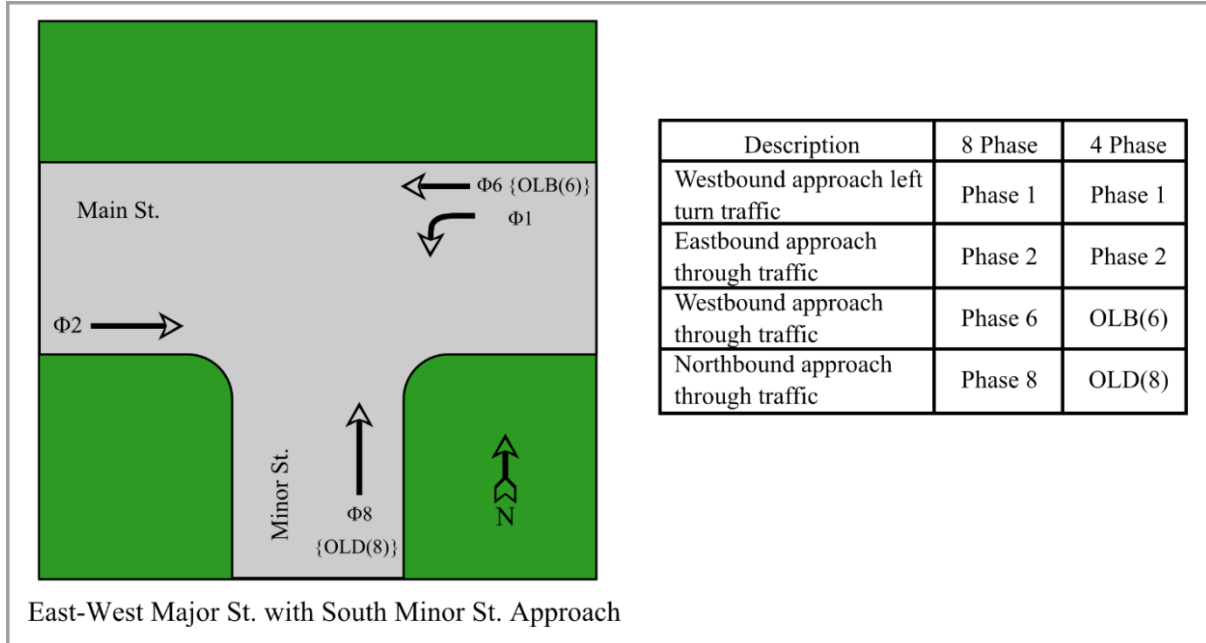 Main St.
Φ6 {OLB(6)}
Φ1
Φ2
Minor St.
Φ8
{OLD(8)}
N
East-West Major St. with South Minor St. Approach
Description 8 Phase 4 Phase
Westbound approach left
turn traffic Phase 1 Phase 1
Eastbound approach
through traffic Phase 2 Phase 2
Westbound approach
through traffic Phase 6 OLB(6)
Northbound approach
through traffic Phase 8 OLD(8)